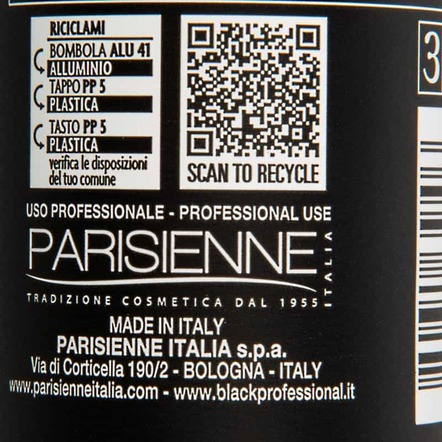 RICICLAMI
BOMBOLA ALU 41
ALLUMINIO
TAPPO PP 5
PLASTICA
TASTO PP 5
PLASTICA
verifica le disposizioni
del tuo comune
SCAN TO RECYCLE
3
USO PROFESSIONALE - PROFESSIONAL USE
PARISIENNE
ITALIA
TRADIZIONE COSMETICA DAL 1955
MADE IN ITALY
PARISIENNE ITALIA s.p.a.
Via di Corticella 190/2 - BOLOGNA - ITALY
www.parisienneitalia.com - www.blackprofessional.it